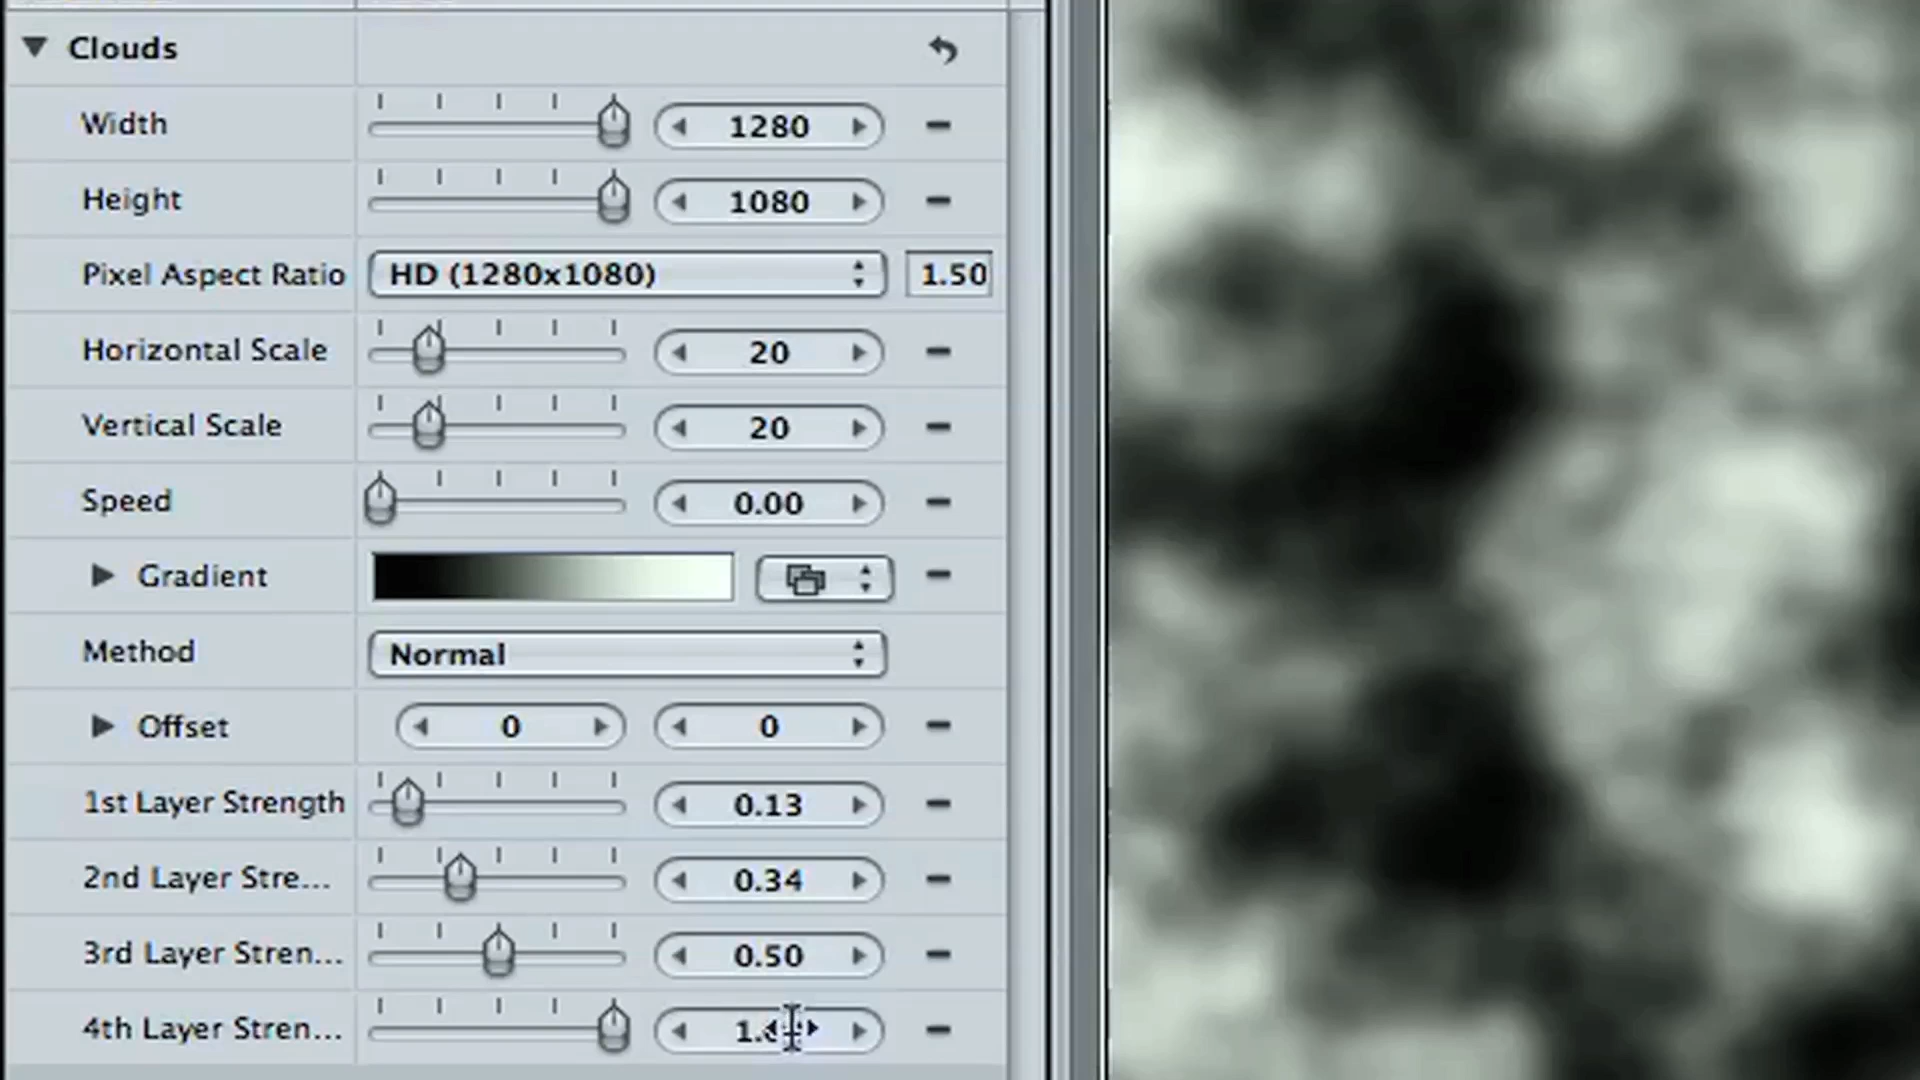 Clouds
Width 1280
Height 1080
Pixel Aspect Ratio HD (1280x1080) 1.50
Horizontal Scale 20
Vertical Scale 20
Speed 0.00
Gradient
Method Normal
Offset 0 0
1st Layer Strength 0.13
2nd Layer Stre... 0.34
3rd Layer Stren... 0.50
4th Layer Stren...